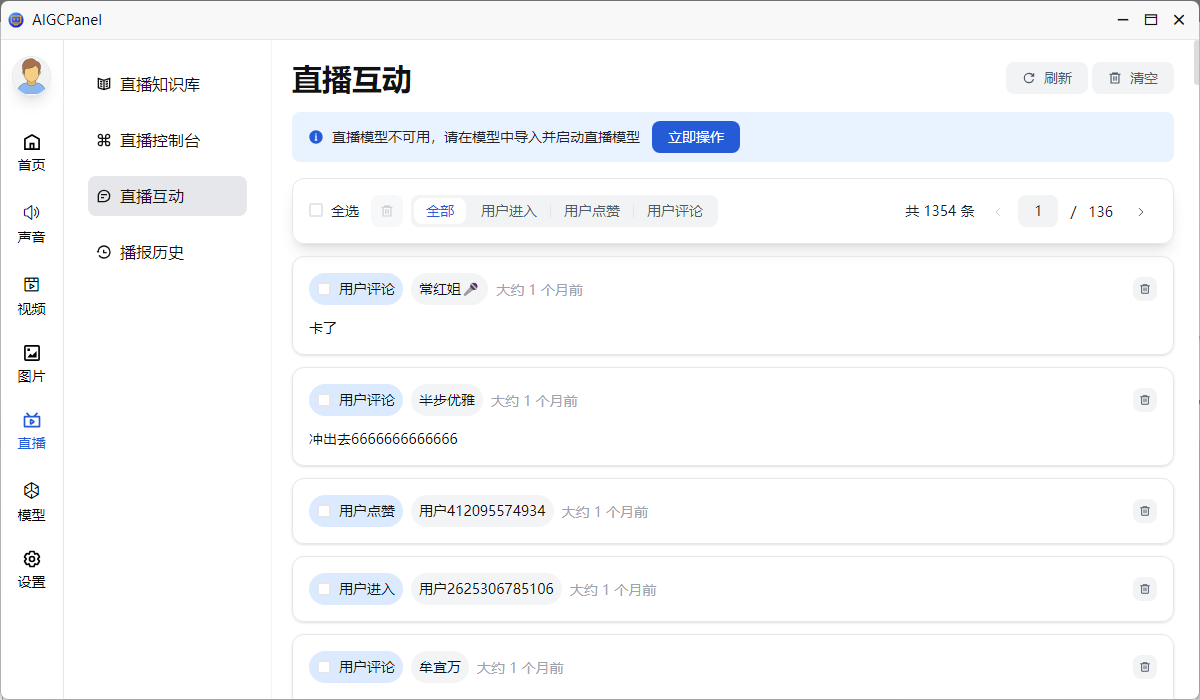 AIGCPanel
首页
声音
视频
图片
直播
模型
设置
直播知识库
直播控制台
直播互动
播报历史
直播互动
刷新 清空
直播模型不可用，请在模型中导入并启动直播模型 立即操作
全选 全部 用户进入 用户点赞 用户评论 共 1354 条 1 / 136
用户评论 常红姐🎤 大约 1 个月前
卡了
用户评论 半步优雅 大约 1 个月前
冲出去6666666666666
用户点赞 用户412095574934 大约 1 个月前
用户进入 用户2625306785106 大约 1 个月前
用户评论 牟宜万 大约 1 个月前